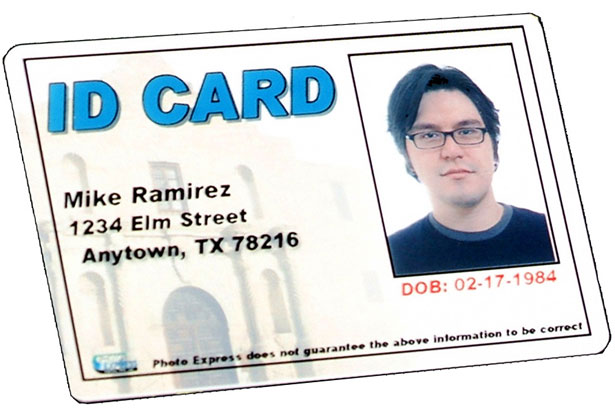 ID CARD
Mike Ramirez
1234 Elm Street
Anytown, TX 78216
DOB: 02-17-1984
Photo Express does not guarantee the above information to be correct